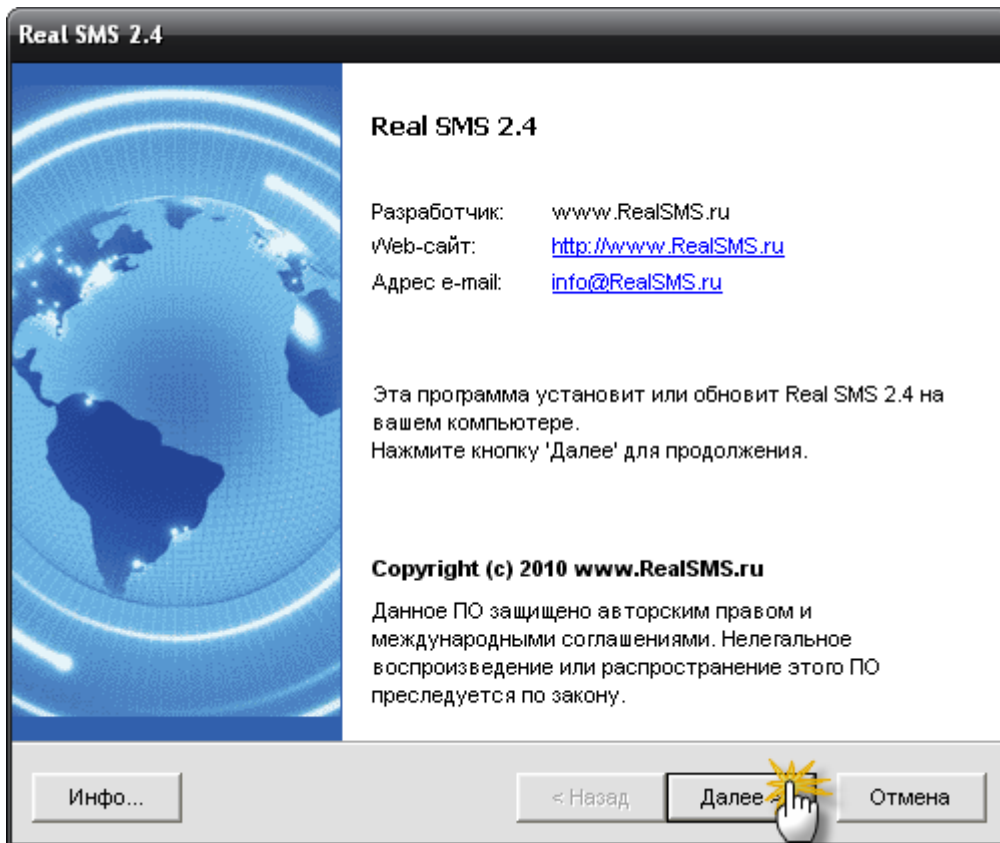 Real SMS 2.4
Real SMS 2.4
Разработчик: www.RealSMS.ru
Web-сайт: http://www.RealSMS.ru
Адрес e-mail: info@RealSMS.ru
Эта программа установит или обновит Real SMS 2.4 на
вашем компьютере.
Нажмите кнопку 'Далее' для продолжения.
Copyright (c) 2010 www.RealSMS.ru
Данное ПО защищено авторским правом и
международными соглашениями. Нелегальное
воспроизведение или распространение этого ПО
преследуется по закону.
Инфо... < Назад Далее > Отмена